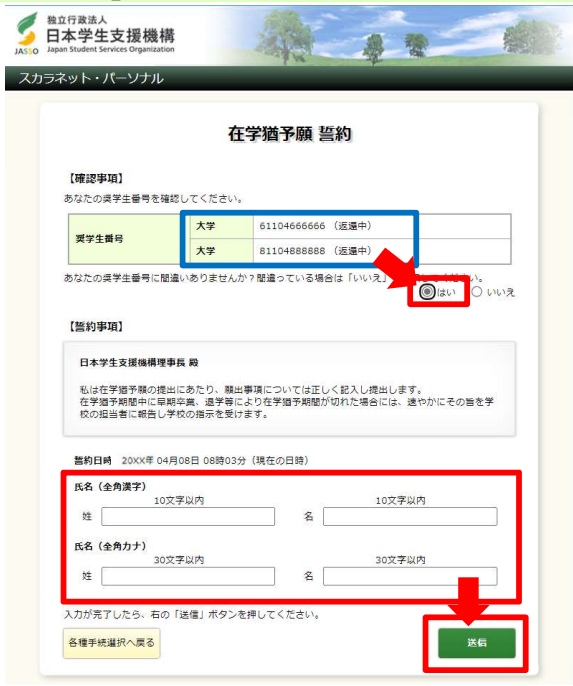 独立行政法人
日本学生支援機構
JASSO Japan Student Services Organization
スカラネット・パーソナル
在学猶予願 誓約
【確認事項】
あなたの奨学生番号を確認してください。
奨学生番号
大学 61104666666 （返還中）
大学 81104888888 （返還中）
あなたの奨学生番号に間違いありませんか？間違っている場合は「いいえ」 ください。
はい いいえ
【誓約事項】
日本学生支援機構理事長 殿
私は在学猶予願の提出にあたり、願出事項については正しく記入し提出します。
在学猶予期間中に早期卒業、退学等により在学猶予期間が切れた場合には、速やかにその旨を学
校の担当者に報告し学校の指示を受けます。
誓約日時 20XX年 04月08日 08時03分（現在の日時）
氏名（全角漢字）
10文字以内 10文字以内
姓 名
氏名（全角カナ）
30文字以内 30文字以内
姓 名
入力が完了したら、右の「送信」ボタンを押してください。
各種手続選択へ戻る 送信